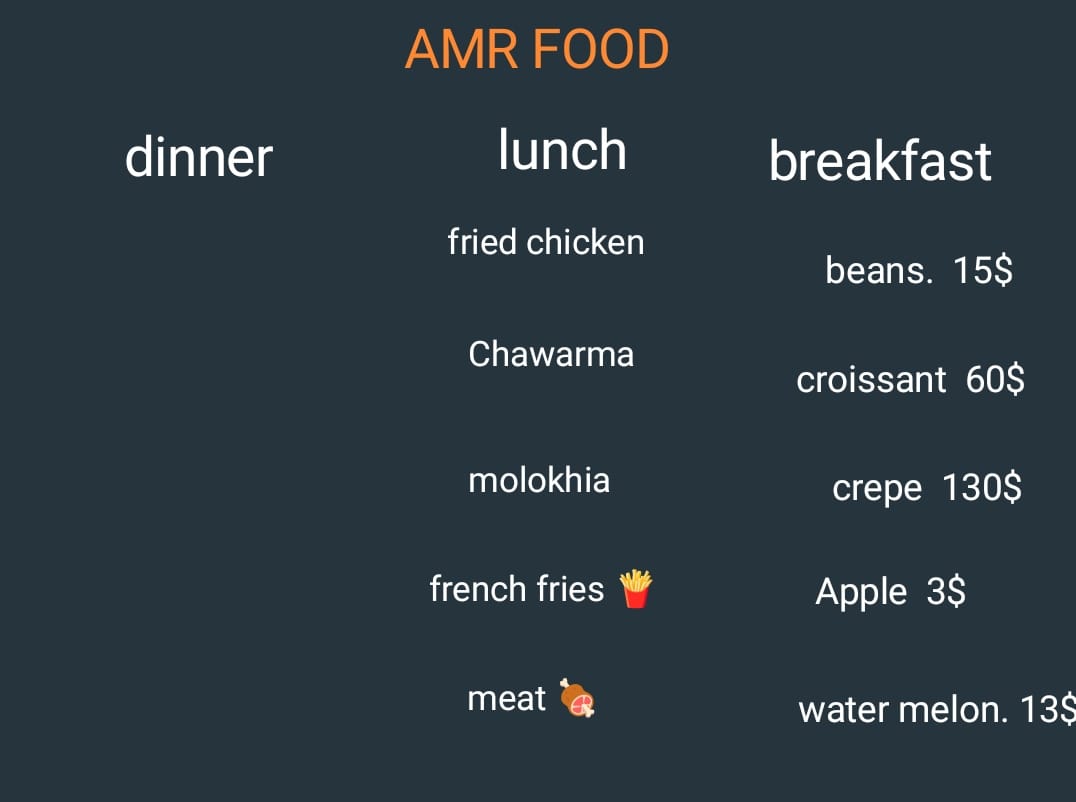 AMR FOOD
dinner
lunch
fried chicken
Chawarma
molokhia
french fries 🍟
meat 🍖
breakfast
beans.  15$
croissant  60$
crepe  130$
Apple  3$
water melon. 13$